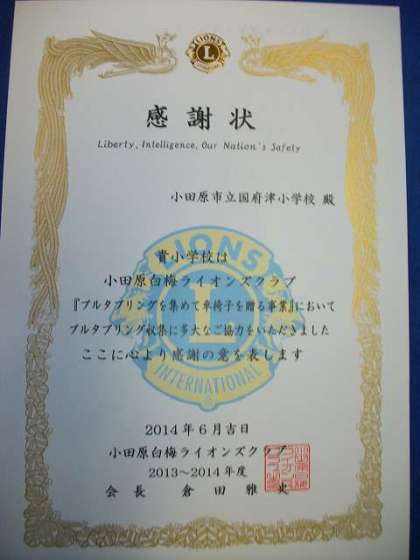 LIONS
L
感謝状
Liberty, Intelligence, Our Nation's Safety
小田原市立国府津小学校 殿
貴小学校は
小田原白梅ライオンズクラブ
『プルタブリングを集めて車椅子を贈る事業』において
プルタブリング収集に多大なご協力をいただきました
ここに心より感謝の意を表します
LIONS
L
INTERNATIONAL
2014年6月吉日
小田原白梅ライオンズクラブ
2013~2014年度
会長 倉田雅史